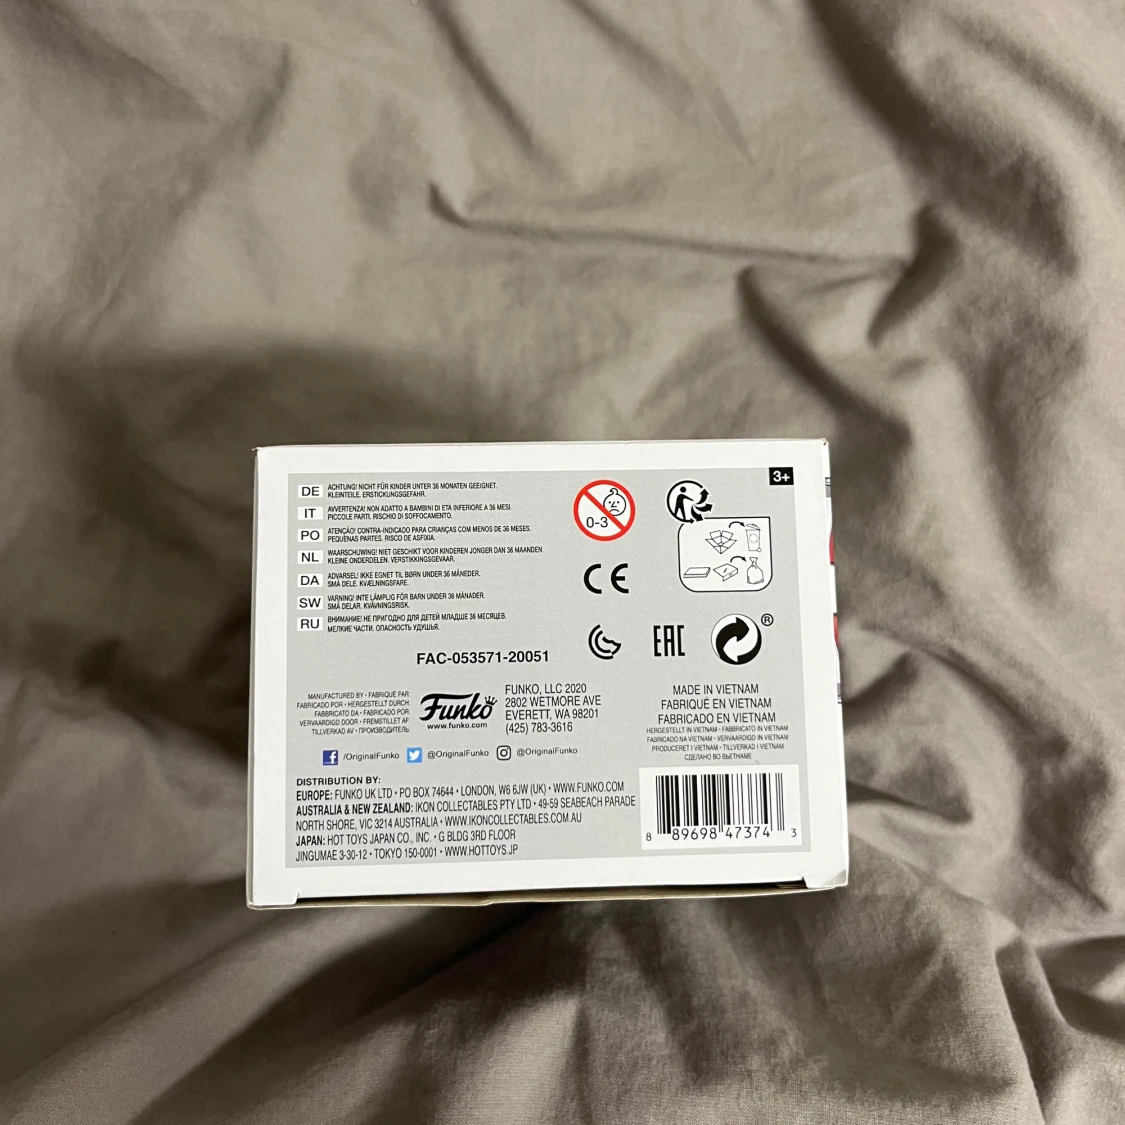 3+
DE ACHTUNG! NICHT FÜR KINDER UNTER 36 MONATEN GEEIGNET.
KLEINTEILE. ERSTICKUNGSGEFAHR.
IT AVVERTENZA! NON ADATTO A BAMBINI DI ETÀ INFERIORE A 36 MESI.
PICCOLE PARTI. RISCHIO DI SOFFOCAMENTO.
PO ATENÇÃO! CONTRA-INDICADO PARA CRIANÇAS COM MENOS DE 36 MESES.
PEQUENAS PARTES. RISCO DE ASFIXIA.
NL WAARSCHUWING! NIET GESCHIKT VOOR KINDEREN JONGER DAN 36 MAANDEN.
KLEINE ONDERDELEN. VERSTIKKINGSGEVAAR.
DA ADVARSEL! IKKE EGNET TIL BØRN UNDER 36 MÅNEDER.
SMÅ DELE. KVÆLNINGSFARE.
SW VARNING! INTE LÄMPLIG FÖR BARN UNDER 36 MÅNADER.
SMÅ DELAR. KVÄVNINGSRISK.
RU ВНИМАНИЕ! НЕ ПРИГОДНО ДЛЯ ДЕТЕЙ МЛАДШЕ 36 МЕСЯЦЕВ.
МЕЛКИЕ ЧАСТИ. ОПАСНОСТЬ УДУШЬЯ.
0-3
CE
EAC
®
FAC-053571-20051
MANUFACTURED BY • FABRIQUÉ PAR:
FABRICADO POR • HERGESTELLT DURCH:
FABBRICATO DA • FABRICADO POR:
VERVAARDIGD DOOR • FREMSTILLET AF:
TILLVERKAD AV • ПРОИЗВОДИТЕЛЬ:
Funko
www.funko.com
FUNKO, LLC 2020
2802 WETMORE AVE
EVERETT, WA 98201
(425) 783-3616
MADE IN VIETNAM
FABRIQUÉ EN VIETNAM
FABRICADO EN VIETNAM
HERGESTELLT IN VIETNAM • FABBRICATO IN VIETNAM
FABRICADO NA VIETNAM • VERVAARDIGD IN VIETNAM
PRODUCERET I VIETNAM • TILLVERKAD I VIETNAM
СДЕЛАНО ВО ВЬЕТНАМЕ
f /OriginalFunko @OriginalFunko @OriginalFunko
DISTRIBUTION BY:
EUROPE: FUNKO UK LTD • PO BOX 74644 • LONDON, W6 6JW (UK) • WWW.FUNKO.COM
AUSTRALIA & NEW ZEALAND: IKON COLLECTABLES PTY LTD • 49-59 SEABEACH PARADE
NORTH SHORE, VIC 3214 AUSTRALIA • WWW.IKONCOLLECTABLES.COM.AU
JAPAN: HOT TOYS JAPAN CO., INC. • G BLDG 3RD FLOOR
JINGUMAE 3-30-12 • TOKYO 150-0001 • WWW.HOTTOYS.JP
8 89698 47374 3